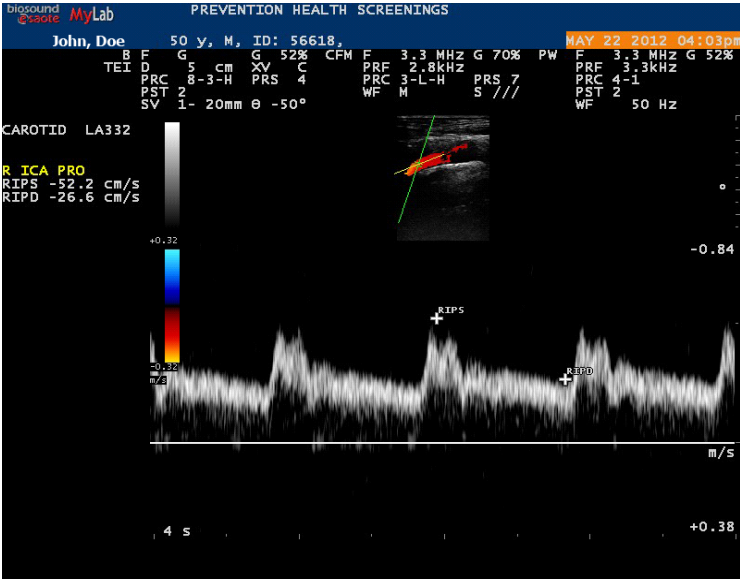 biosound esaote MyLab PREVENTION HEALTH SCREENINGS
John, Doe 50 y, M, ID: 56618, MAY 22 2012 04:03pm
B F G G 52% CFM F 3.3 MHz G 70% PW F 3.3 MHz G 52%
TEI D 5 cm XV C PRF 2.8kHz PRF 3.3kHz
PRC 8-3-H PRS 4 PRC 3-L-H PRS 7 PRC 4-1
PST 2 WF M S /// PST 2
SV 1- 20mm θ -50° WF 50 Hz
CAROTID LA332
R ICA PRO
RIPS -52.2 cm/s
RIPD -26.6 cm/s
+0.32
-0.84
RIPS
-0.32
m/s
RIPD
m/s
4 s
+0.38